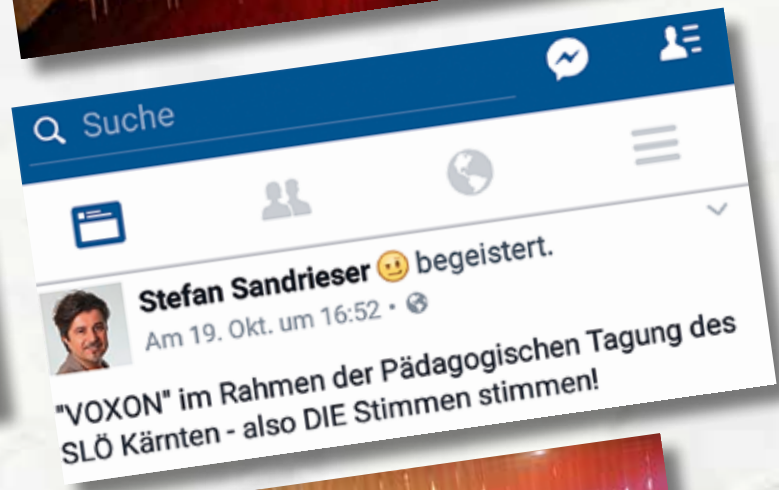 Suche
Stefan Sandrieser begeistert.
Am 19. Okt. um 16:52 •
"VOXON" im Rahmen der Pädagogischen Tagung des
SLÖ Kärnten - also DIE Stimmen stimmen!